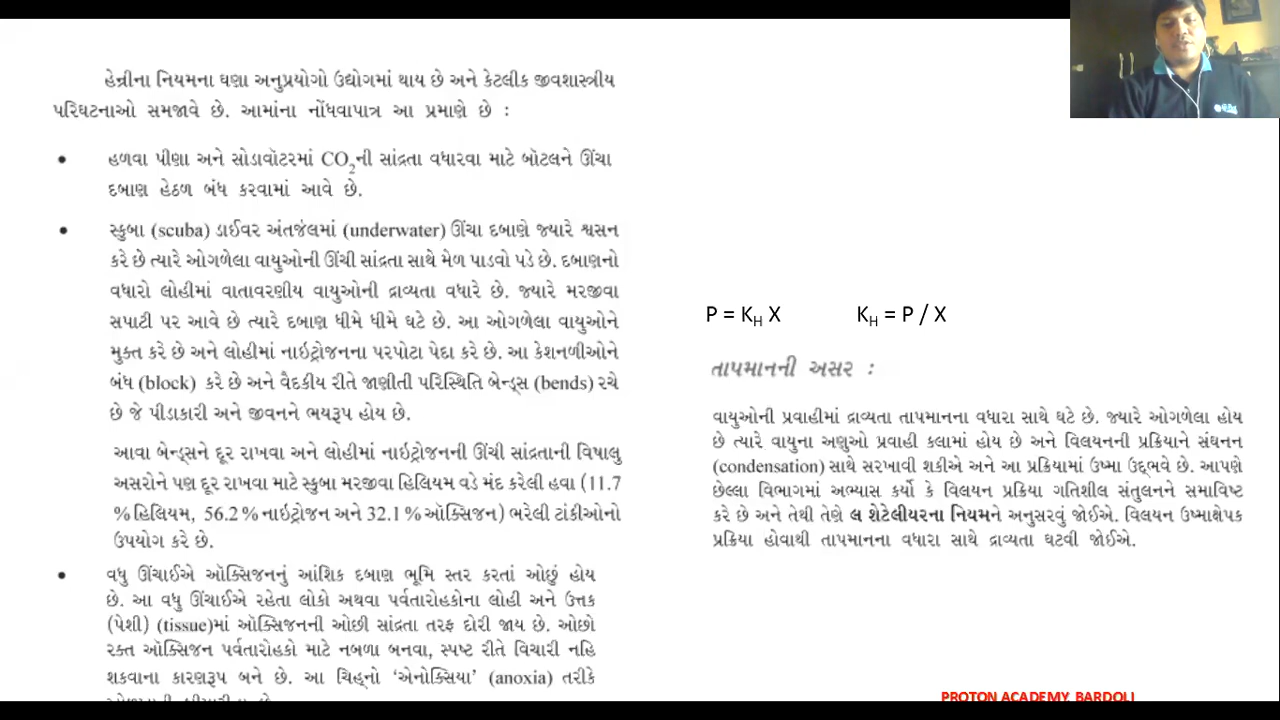 હેન્રીના નિયમના ઘણા અનુપ્રયોગો ઉદ્યોગમાં થાય છે અને કેટલીક જીવશાસ્ત્રીય
પરિઘટનાઓ સમજાવે છે. આમાંના નોંધવાપાત્ર આ પ્રમાણે છે :
• હળવા પીણા અને સોડાવૉટરમાં CO₂ની સાંદ્રતા વધારવા માટે બૉટલને ઊંચા
દબાણ હેઠળ બંધ કરવામાં આવે છે.
• સ્કુબા (scuba) ડાઈવર અંતર્જલમાં (underwater) ઊંચા દબાણે જ્યારે શ્વસન
કરે છે ત્યારે ઓગળેલા વાયુઓની ઊંચી સાંદ્રતા સાથે મેળ પાડવો પડે છે. દબાણનો
વધારો લોહીમાં વાતાવરણીય વાયુઓની દ્રાવ્યતા વધારે છે. જ્યારે મરજીવા
સપાટી પર આવે છે ત્યારે દબાણ ધીમે ધીમે ઘટે છે. આ ઓગળેલા વાયુઓને
મુક્ત કરે છે અને લોહીમાં નાઇટ્રોજનના પરપોટા પેદા કરે છે. આ કેશનળીઓને
બંધ (block) કરે છે અને વૈદકીય રીતે જાણીતી પરિસ્થિતિ બેન્ડ્સ (bends) રચે
છે જે પીડાકારી અને જીવનને ભયરૂપ હોય છે.
આવા બેન્ડ્સને દૂર રાખવા અને લોહીમાં નાઇટ્રોજનની ઊંચી સાંદ્રતાની વિષાલુ
અસરોને પણ દૂર રાખવા માટે સ્કુબા મરજીવા હિલિયમ વડે મંદ કરેલી હવા (11.7
% હિલિયમ, 56.2 % નાઇટ્રોજન અને 32.1 % ઑક્સિજન) ભરેલી ટાંકીઓનો
ઉપયોગ કરે છે.
• વધુ ઊંચાઈએ ઑક્સિજનનું આંશિક દબાણ ભૂમિ સ્તર કરતાં ઓછું હોય
છે. આ વધુ ઊંચાઈએ રહેતા લોકો અથવા પર્વતારોહકોના લોહી અને ઉત્તક
(પેશી) (tissue)માં ઑક્સિજનની ઓછી સાંદ્રતા તરફ દોરી જાય છે. ઓછો
રક્ત ઑક્સિજન પર્વતારોહકો માટે નબળા બનવા, સ્પષ્ટ રીતે વિચારી નહિ
શકવાના કારણરૂપ બને છે. આ ચિહ્નો ‘એનોક્સિયા’ (anoxia) તરીકે
P = K_H X K_H = P / X
તાપમાનની અસર :
વાયુઓની પ્રવાહીમાં દ્રાવ્યતા તાપમાનના વધારા સાથે ઘટે છે. જ્યારે ઓગળેલા હોય
છે ત્યારે વાયુના અણુઓ પ્રવાહી કલામાં હોય છે અને વિલયનની પ્રક્રિયાને સંઘનન
(condensation) સાથે સરખાવી શકીએ અને આ પ્રક્રિયામાં ઉષ્મા ઉદ્ભવે છે. આપણે
છેલ્લા વિભાગમાં અભ્યાસ કર્યો કે વિલયન પ્રક્રિયા ગતિશીલ સંતુલનને સમાવિષ્ટ
કરે છે અને તેથી તેણે લ શેટેલીયરના નિયમને અનુસરવું જોઈએ. વિલયન ઉષ્માક્ષેપક
પ્રક્રિયા હોવાથી તાપમાનના વધારા સાથે દ્રાવ્યતા ઘટવી જોઈએ.
PROTON ACADEMY, BARDOLI